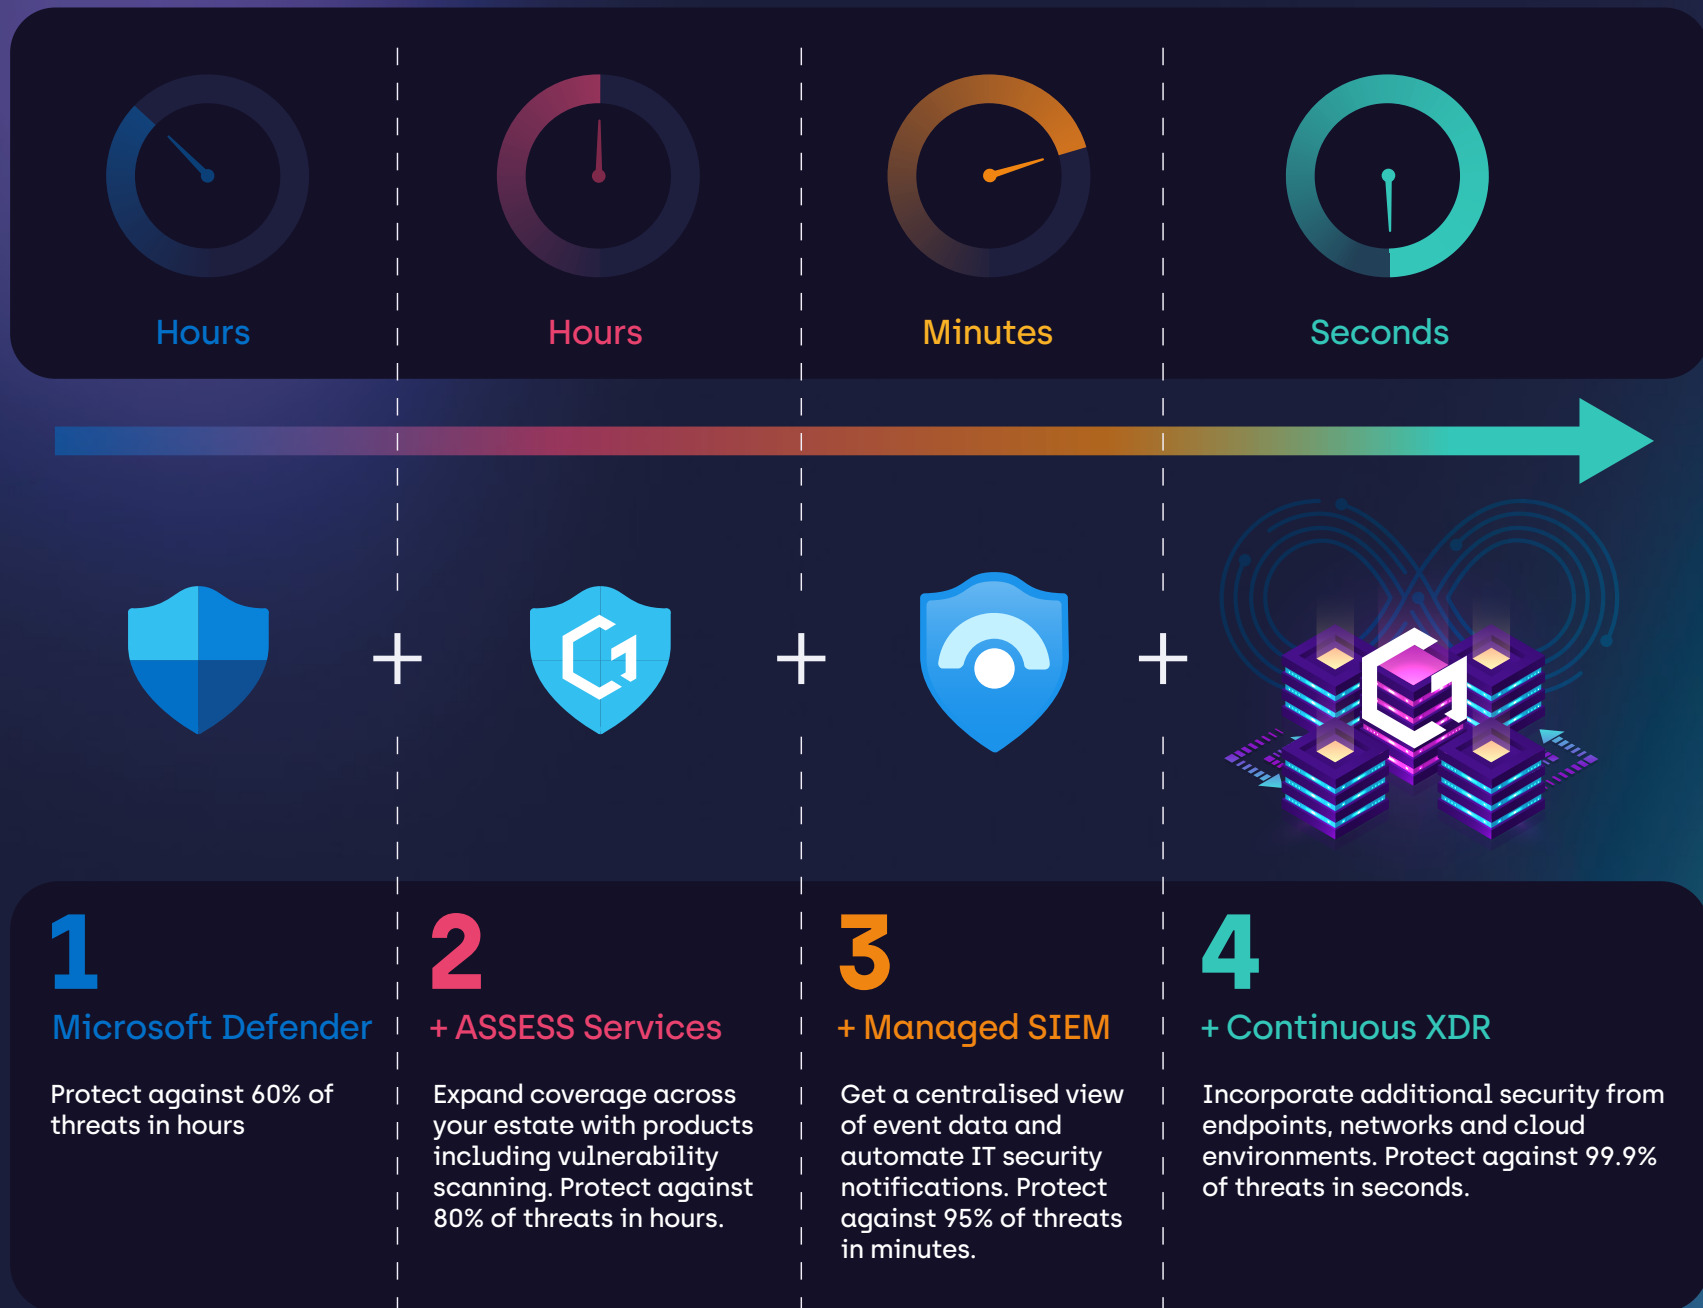 Hours
Hours
Minutes
Seconds
1
Microsoft Defender
Protect against 60% of
threats in hours
2
+ ASSESS Services
Expand coverage across
your estate with products
including vulnerability
scanning. Protect against
80% of threats in hours.
3
+ Managed SIEM
Get a centralised view
of event data and
automate IT security
notifications. Protect
against 95% of threats
in minutes.
4
+ Continuous XDR
Incorporate additional security from
endpoints, networks and cloud
environments. Protect against 99.9%
of threats in seconds.